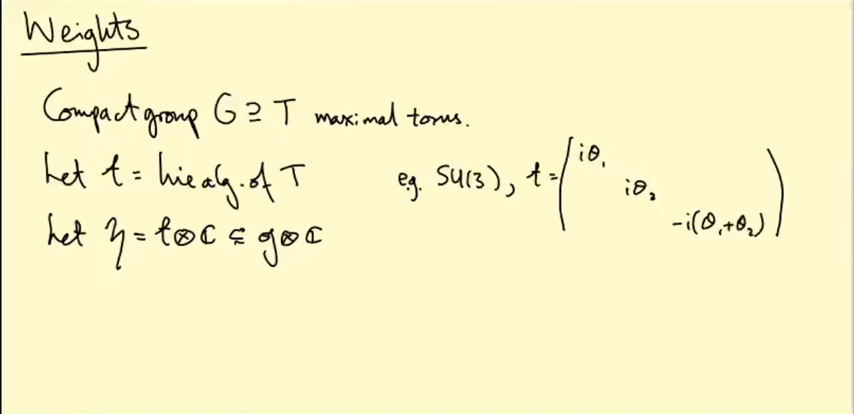 Weights
Compact group G ⊇ T maximal torus.
Let t = Lie alg. of T
eg. SU(3), t = ( iθ₁
iθ₂
-i(θ₁+θ₂) )
Let η = t⊗ℂ ⊆ g⊗ℂ